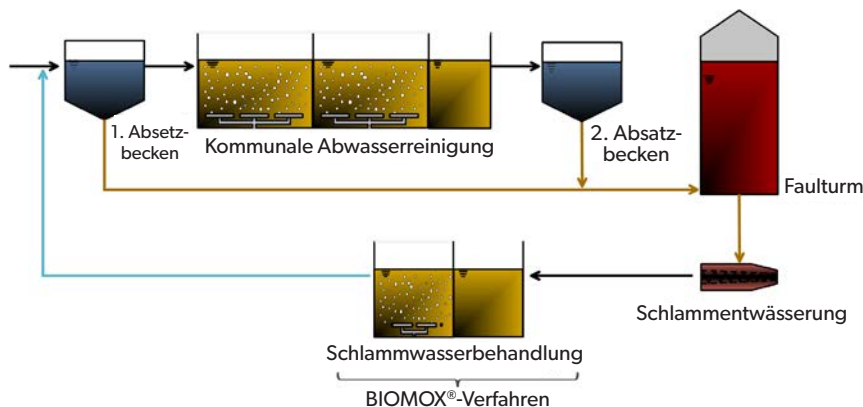 1. Absetz-
becken
Kommunale Abwasserreinigung
2. Absatz-
becken
Faulturm
Schlammentwässerung
Schlammwasserbehandlung
BIOMOX®-Verfahren